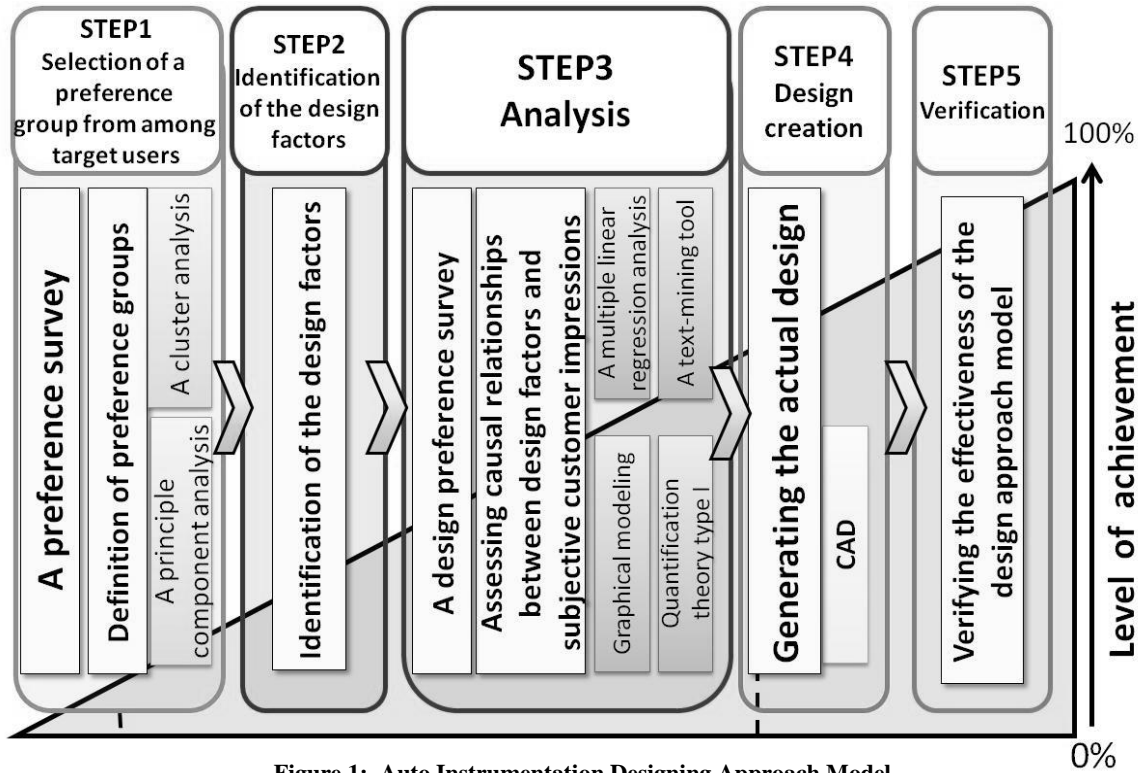 STEP1
Selection of a
preference
group from among
target users
STEP2
Identification
of the design
factors
STEP3
Analysis
STEP4
Design
creation
STEP5
Verification
100%
A preference survey
Definition of preference groups
A cluster analysis
A principle
component analysis
Identification of the design factors
A design preference survey
Assessing causal relationships
between design factors and
subjective customer impressions
A multiple linear
regression analysis
A text-mining tool
Graphical modeling
Quantification
theory type I
Generating the actual design
CAD
Verifying the effectiveness of the
design approach model
Level of achievement
0%
Figure 1: Auto Instrumentation Designing Approach Model